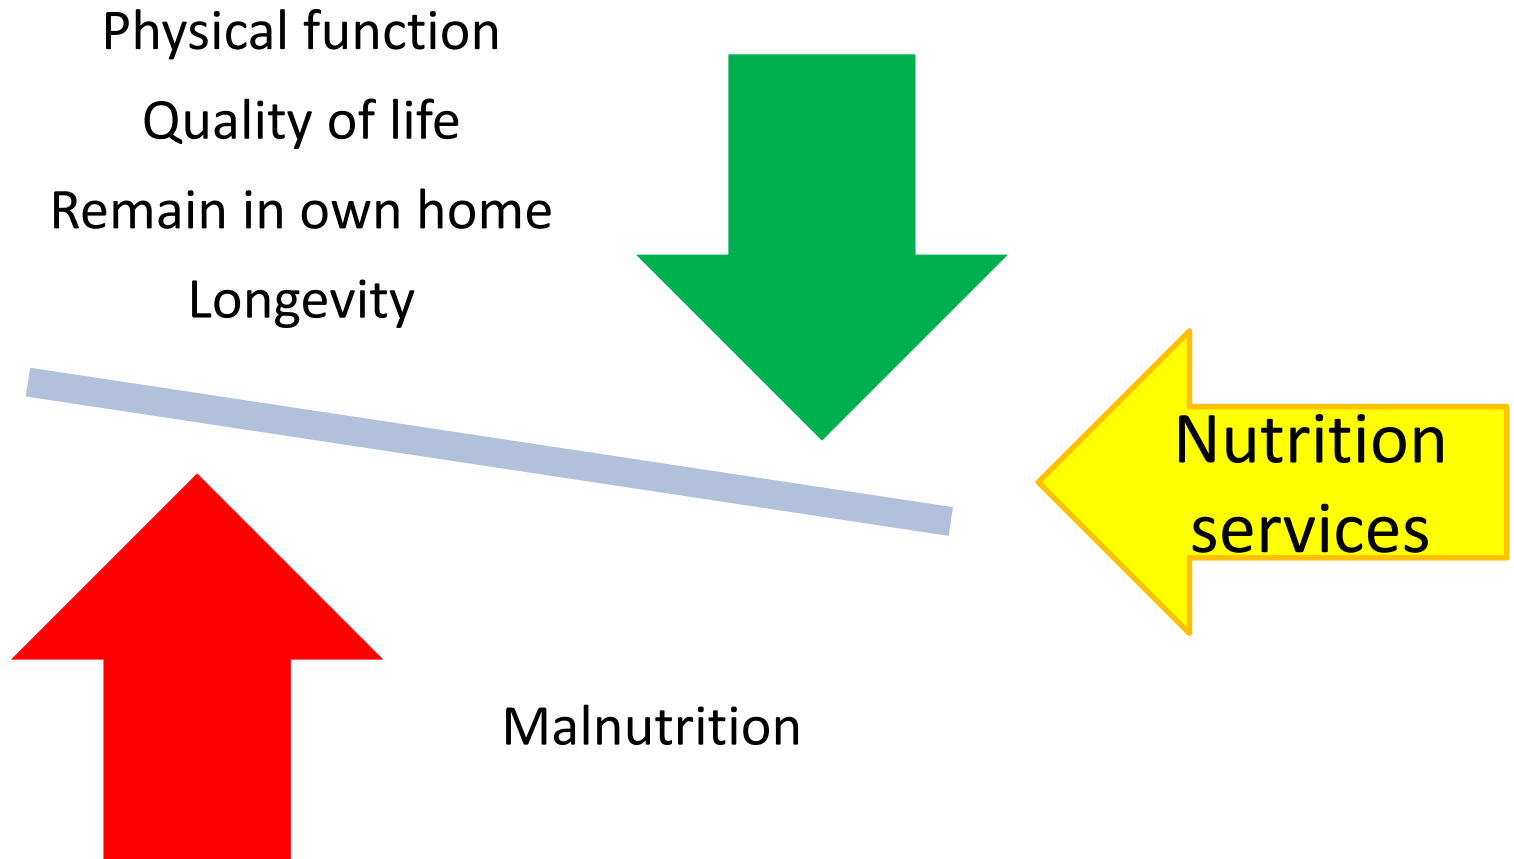 Physical function
Quality of life
Remain in own home
Longevity
Nutrition
services
Malnutrition